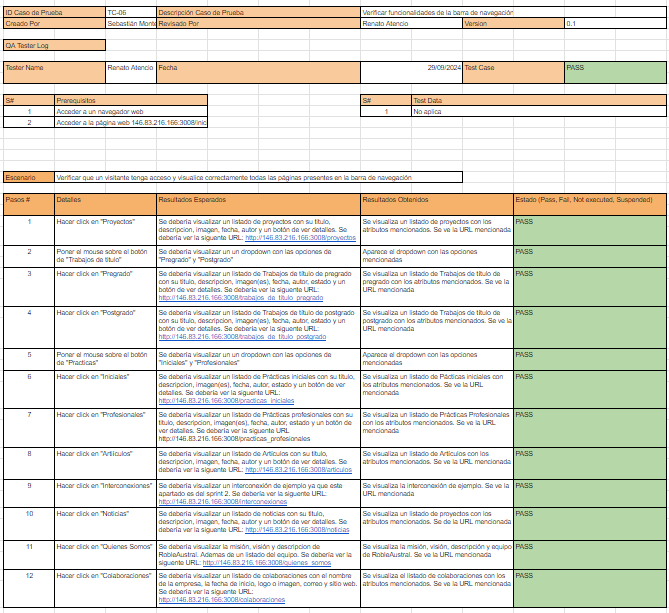 ID Caso de Prueba TC-06 Descripción Caso de Prueba Verificar funcionalidades de la barra de navegación
Creado Por Sebastián Monte Revisado Por Renato Atencio Version 0.1
QA Tester Log
Tester Name Renato Atencio Fecha 29/09/2024 Test Case PASS
S# Prerequisitos S# Test Data
1 Acceder a un navegador web 1 No aplica
2 Acceder a la página web 146.83.216.166:3008/inic
Escenario Verificar que un visitante tenga acceso y visualice correctamente todas las páginas presentes en la barra de navegación
Pasos # Detalles Resultados Esperados Resultados Obtenidos Estado (Pass, Fail, Not executed, Suspended)
1 Hacer click en "Proyectos" Se debería visualizar un listado de proyectos con su título, Se visualiza un listado de proyectos con los PASS
descripcion, imagen, fecha, autor y un botón de ver detalles. Se atributos mencionados. Se ve la URL mencionada
debería ver la siguente URL: http://146.83.216.166:3008/proyectos
2 Poner el mouse sobre el botón Se debería visualizar un un dropdown con las opciones de Aparece el dropdown con las opciones PASS
de "Trabajos de título" "Pregrado" y "Postgrado" mencionadas
3 Hacer click en "Pregrado" Se debería visualizar un listado de Trabajos de titulo de pregrado Se visualiza un listado de Trabajos de titulo de PASS
con su título, descripcion, imagen(es), fecha, autor, estado y un pregrado con los atributos mencionados. Se ve la
botón de ver detalles. Se debería ver la siguente URL: URL mencionada
http://146.83.216.166:3008/trabajos_de_titulo_pregrado
4 Hacer click en "Postgrado" Se debería visualizar un listado de Trabajos de titulo de postgrado Se visualiza un listado de Trabajos de titulo de PASS
con su título, descripcion, imagen(es), fecha, autor, estado y un postgrado con los atributos mencionados. Se ve la
botón de ver detalles. Se debería ver la siguente URL: URL mencionada
http://146.83.216.166:3008/trabajos_de_titulo_postgrado
5 Poner el mouse sobre el botón Se debería visualizar un un dropdown con las opciones de Aparece el dropdown con las opciones PASS
de "Practicas" "Iniciales" y "Profesionales" mencionadas
6 Hacer click en "Iniciales" Se debería visualizar un listado de Prácticas iniciales con su título, Se visualiza un listado de Pácticas iniciales con PASS
descripcion, imagen(es), fecha, autor, estado y un botón de ver los atributos mencionados. Se ve la URL
detalles. Se debería ver la siguente URL: mencionada
http://146.83.216.166:3008/practicas_iniciales
7 Hacer click en "Profesionales" Se debería visualizar un listado de Prácticas profesionales con su Se visualiza un listado de Prácticas Profesionales PASS
título, descripcion, imagen(es), fecha, autor, estado y un botón de con los atributos mencionados. Se ve la URL
ver detalles. Se debería ver la siguente URL mencionada
http://146.83.216.166:3008/practicas_profesionales
8 Hacer click en "Artílculos" Se debería visualizar un listado de Artículos con su título, Se visualiza un listado de Artículos con los PASS
descripcion, imagen, fecha, autor y un botón de ver detalles. Se atributos mencionados. Se ve la URL mencionada
debería ver la siguente URL: http://146.83.216.166:3008/articulos
9 Hacer click en "Interconexiones" Se debería visualizar un interconexión de ejemplo ya que este Se visualiza la interconexión de ejemplo. Se ve la PASS
apartado es del sprint 2. Se debería ver la siguente URL: URL mencionada
http://146.83.216.166:3008/interconexiones
10 Hacer click en "Noticias" Se debería visualizar un listado de noticias con su título, Se visualiza un listado de proyectos con los PASS
descripcion, imagen, fecha, autor y un botón de ver detalles. Se atributos mencionados. Se de la URL mencionada
debería ver la siguente URL: http://146.83.216.166:3008/noticias
11 Hacer click en "Quienes Somos" Se debería visualizar la misión, visión y descripcion de Se visualiza la misión, visión, descripción y equipo PASS
RobleAustral. Ademas de un listado del equipo. Se debería ver la de RobleAustral. Se ve la URL mencionada
siguente URL: http://146.83.216.166:3008/quienes_somos
12 Hacer click en "Colaboraciones" Se debería visualizar un listado de colaboraciones con el nombre Se visualiza el listado de colaboraciones con los PASS
de la empresa, la fecha de inicio, logo o imagen, correo y sitio web. atributos mencionados. Se ve la URL mencionada
Se debería ver la siguente URL:
http://146.83.216.166:3008/colaboraciones